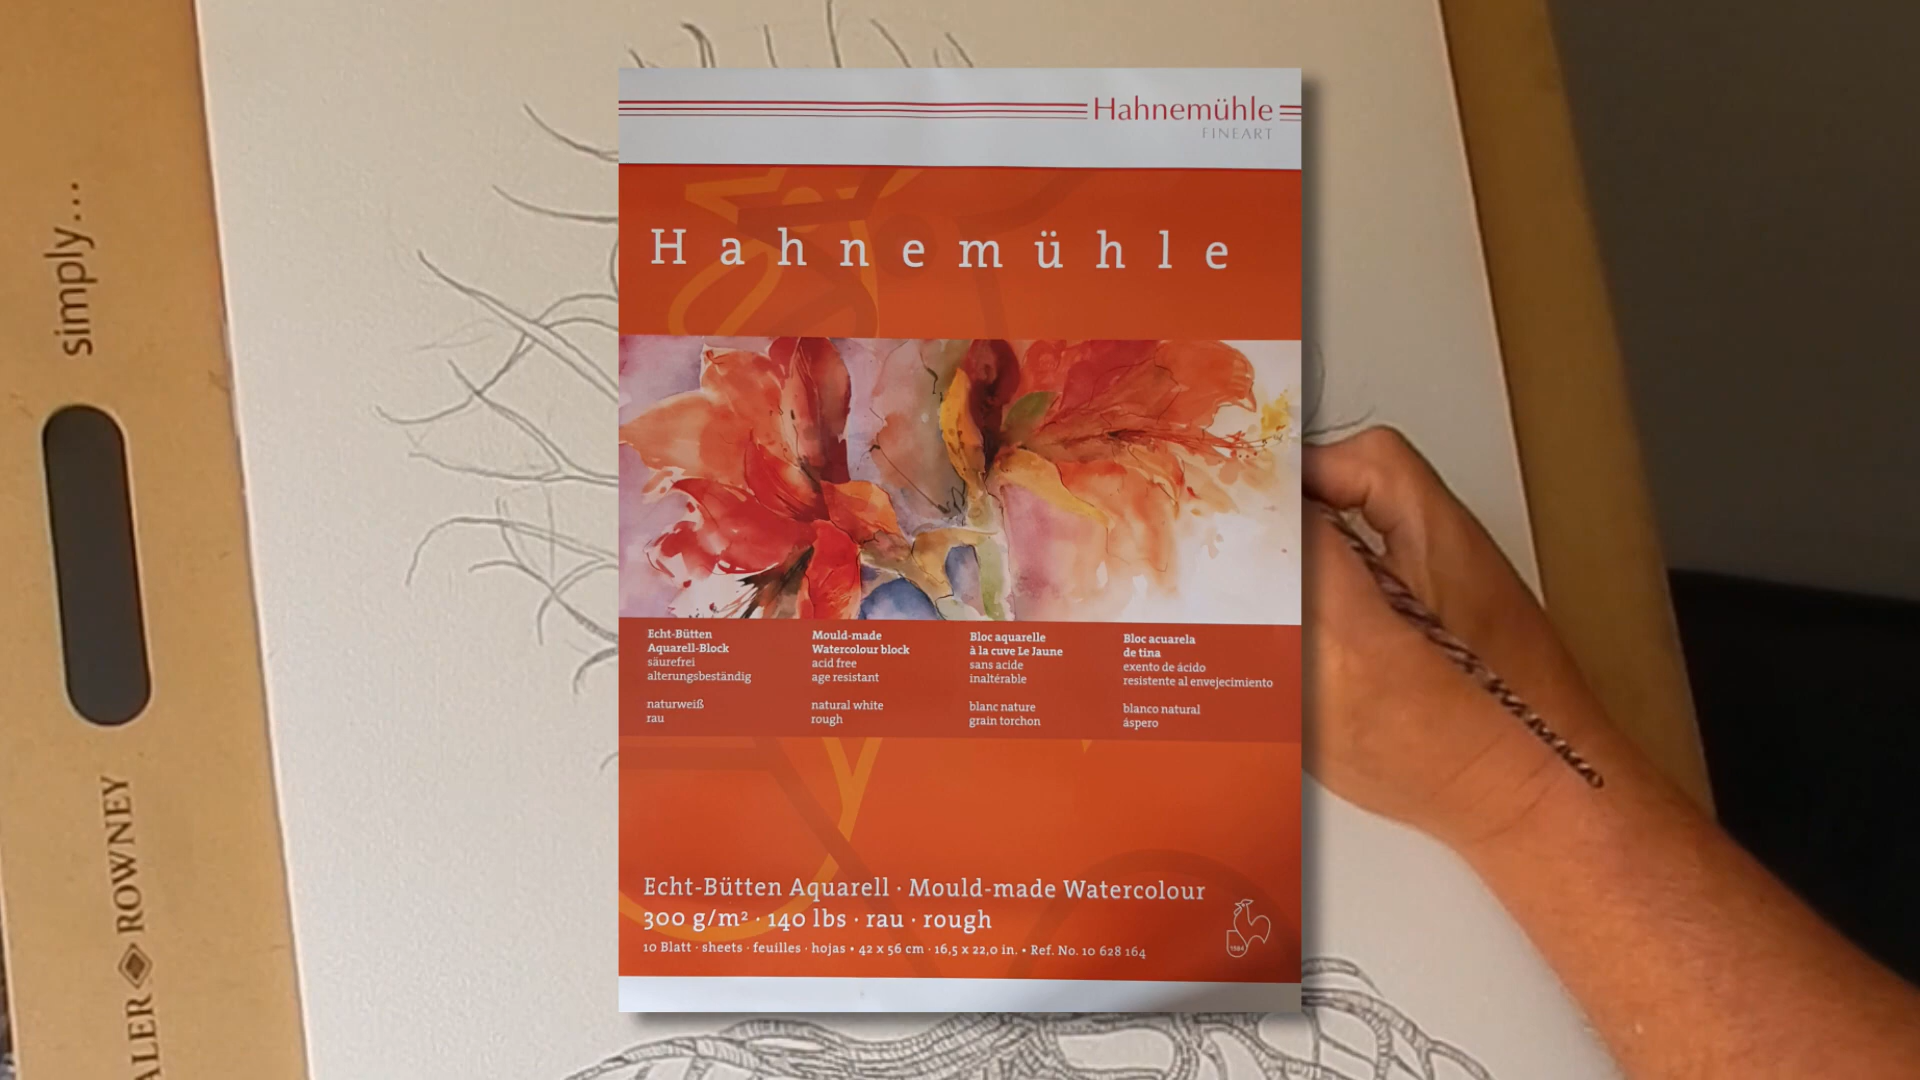 simply...
ALER ROWNEY
Hahnemühle
FINEART
Hahnemühle
Echt-Bütten
Aquarell-Block
säurefrei
alterungsbeständig
naturweiß
rau
Mould-made
Watercolour block
acid free
age resistant
natural white
rough
Bloc aquarelle
à la cuve Le Jaune
sans acide
inaltérable
blanc nature
grain torchon
Bloc acuarela
de tina
exento de ácido
resistente al envejecimiento
blanco natural
áspero
Echt-Bütten Aquarell · Mould-made Watercolour
300 g/m² · 140 lbs · rau · rough
10 Blatt · sheets · feuilles · hojas • 42 x 56 cm · 16,5 x 22,0 in. • Ref. No. 10 628 164
1584